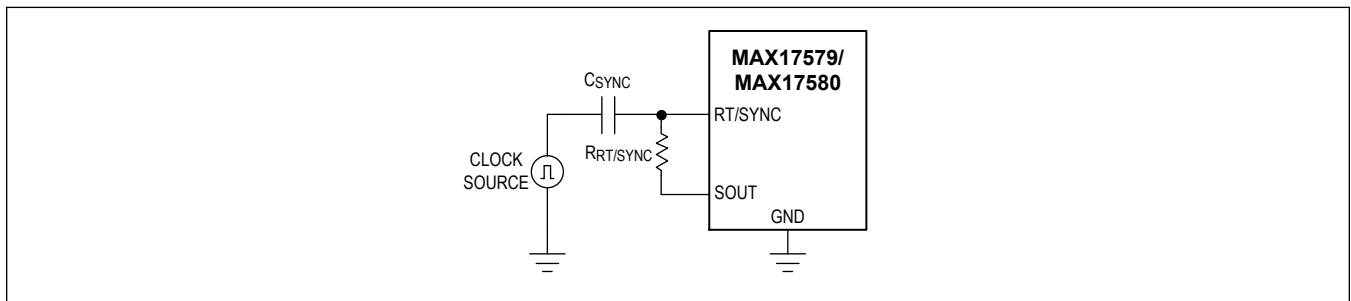 MAX17579/
MAX17580
CSYNC
RT/SYNC
RRT/SYNC
CLOCK
SOURCE
SOUT
GND